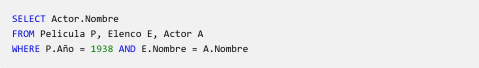 SELECT Actor.Nombre
FROM Pelicula P, Elenco E, Actor A
WHERE P.Año = 1938 AND E.Nombre = A.Nombre